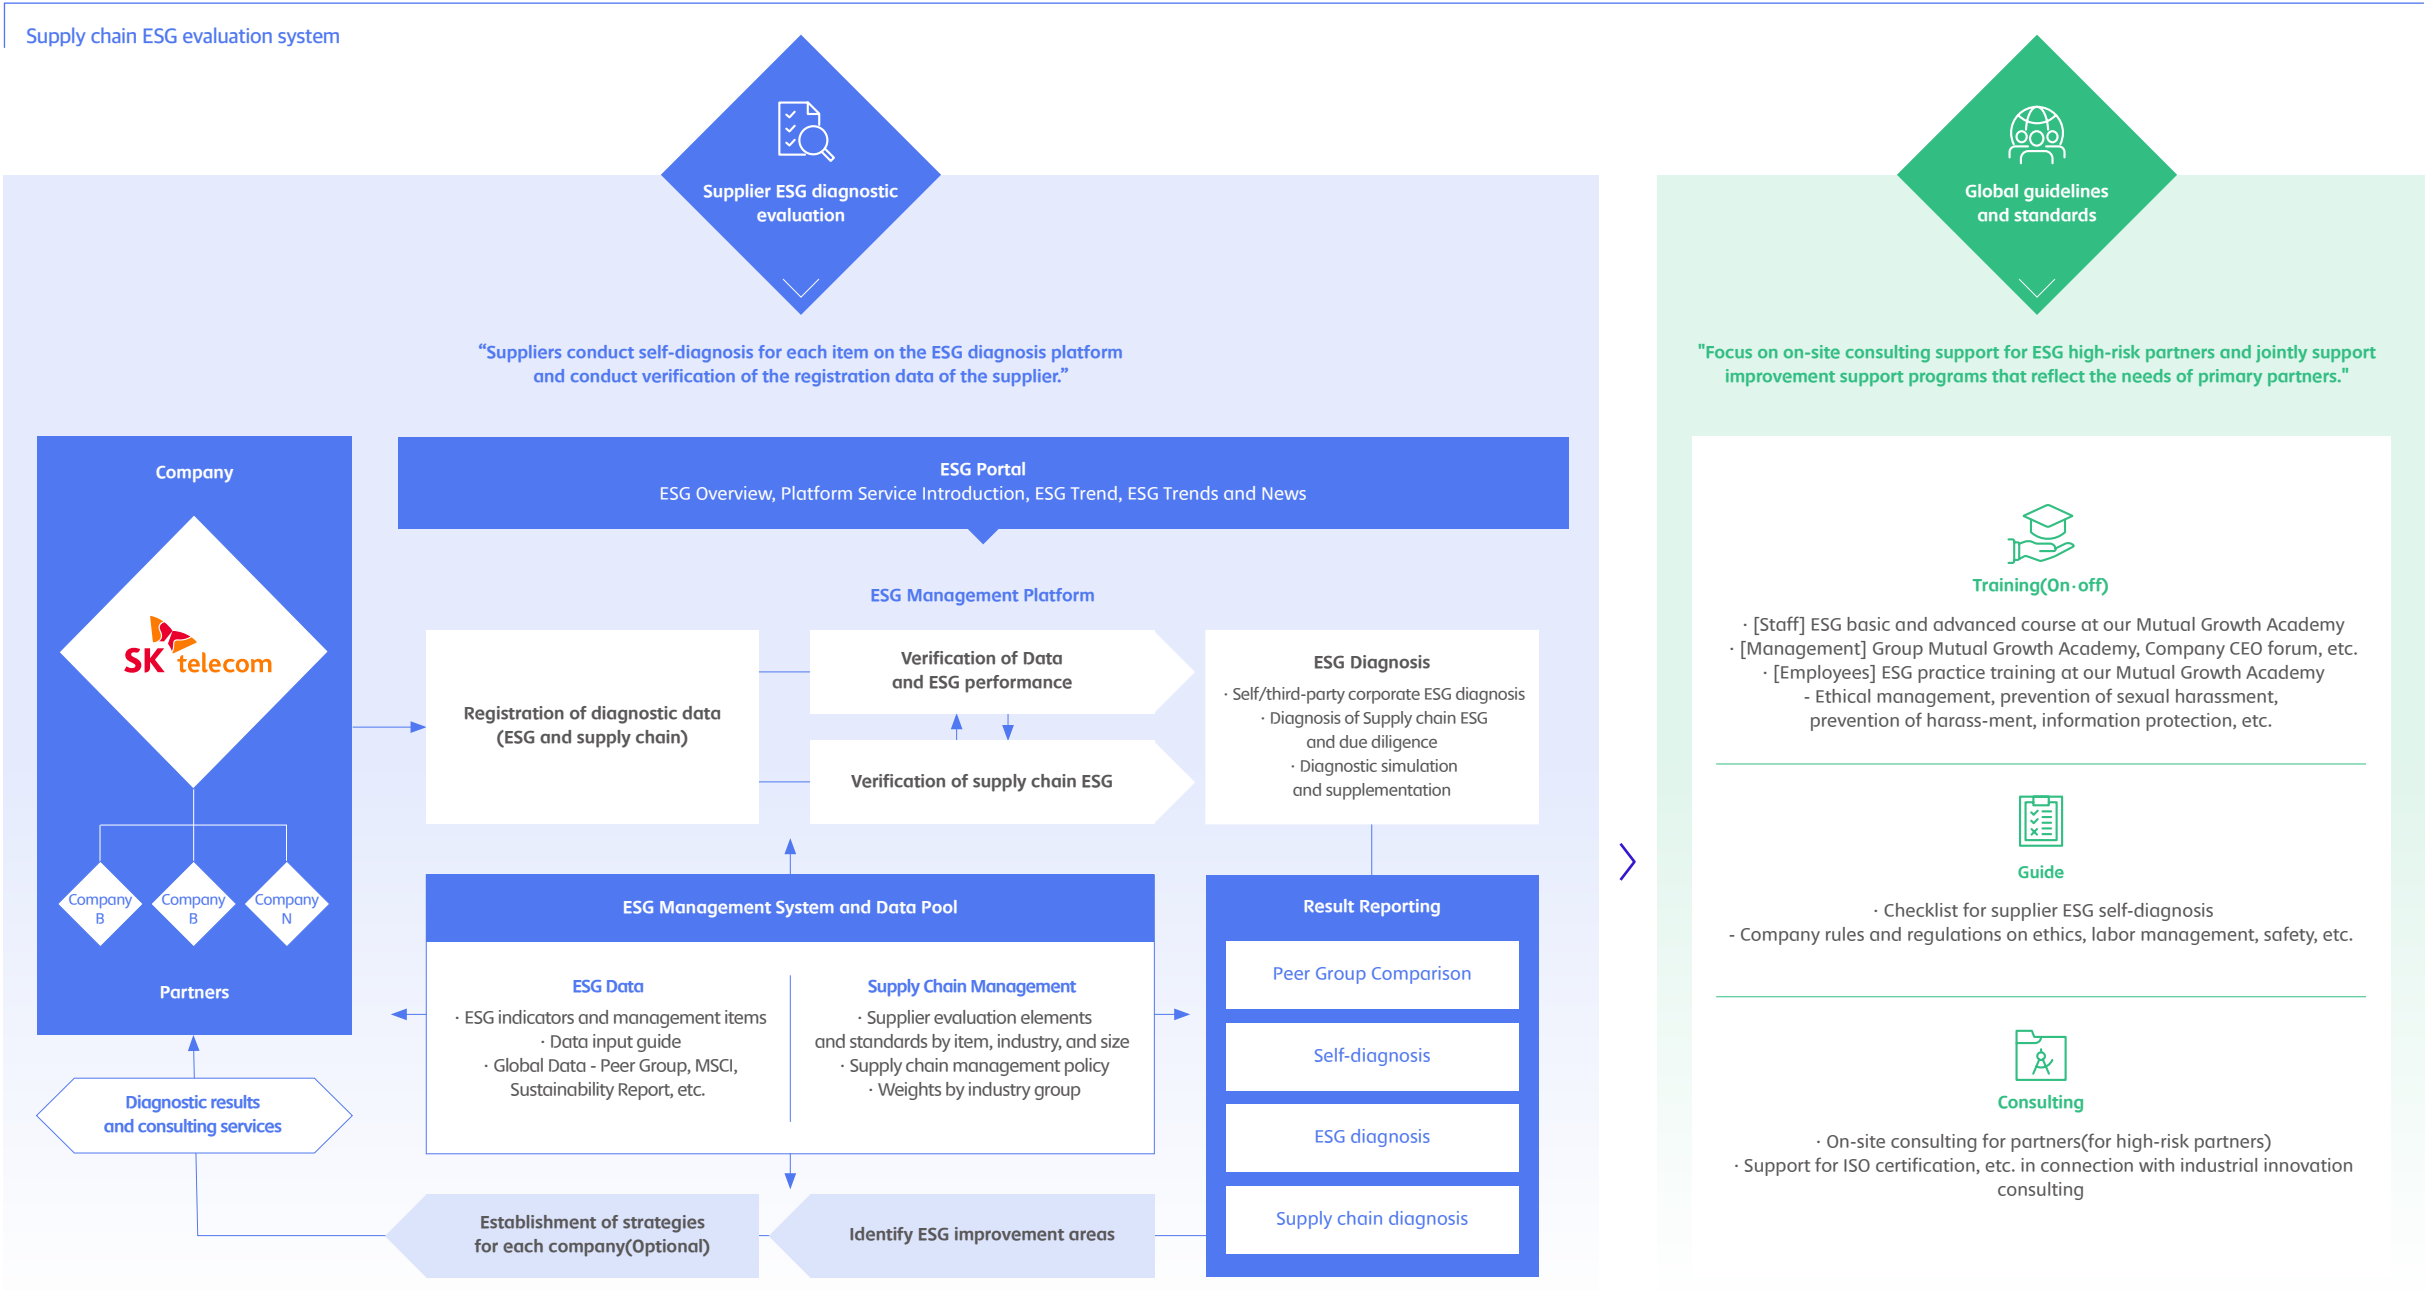 Supply chain ESG evaluation system
Supplier ESG diagnostic
evaluation
“Suppliers conduct self-diagnosis for each item on the ESG diagnosis platform
and conduct verification of the registration data of the supplier.”
Company
SK telecom
Company
B
Company
B
Company
N
Partners
Diagnostic results
and consulting services
ESG Portal
ESG Overview, Platform Service Introduction, ESG Trend, ESG Trends and News
ESG Management Platform
Registration of diagnostic data
(ESG and supply chain)
Verification of Data
and ESG performance
Verification of supply chain ESG
ESG Diagnosis
· Self/third-party corporate ESG diagnosis
· Diagnosis of Supply chain ESG
and due diligence
· Diagnostic simulation
and supplementation
ESG Management System and Data Pool
ESG Data
· ESG indicators and management items
· Data input guide
· Global Data - Peer Group, MSCI,
Sustainability Report, etc.
Supply Chain Management
· Supplier evaluation elements
and standards by item, industry, and size
· Supply chain management policy
· Weights by industry group
Result Reporting
Peer Group Comparison
Self-diagnosis
ESG diagnosis
Supply chain diagnosis
Identify ESG improvement areas
Establishment of strategies
for each company(Optional)
Global guidelines
and standards
"Focus on on-site consulting support for ESG high-risk partners and jointly support
improvement support programs that reflect the needs of primary partners."
Training(On·off)
· [Staff] ESG basic and advanced course at our Mutual Growth Academy
· [Management] Group Mutual Growth Academy, Company CEO forum, etc.
· [Employees] ESG practice training at our Mutual Growth Academy
- Ethical management, prevention of sexual harassment,
prevention of harass-ment, information protection, etc.
Guide
· Checklist for supplier ESG self-diagnosis
- Company rules and regulations on ethics, labor management, safety, etc.
Consulting
· On-site consulting for partners(for high-risk partners)
· Support for ISO certification, etc. in connection with industrial innovation
consulting